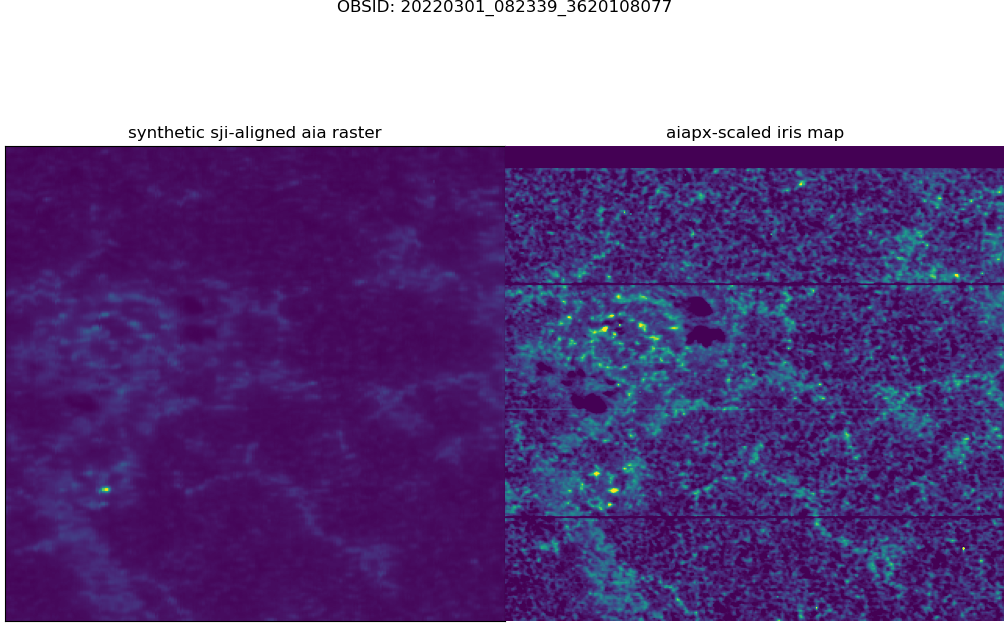 OBSID: 20220301_082339_3620108077
synthetic sji-aligned aia raster
aiapx-scaled iris map